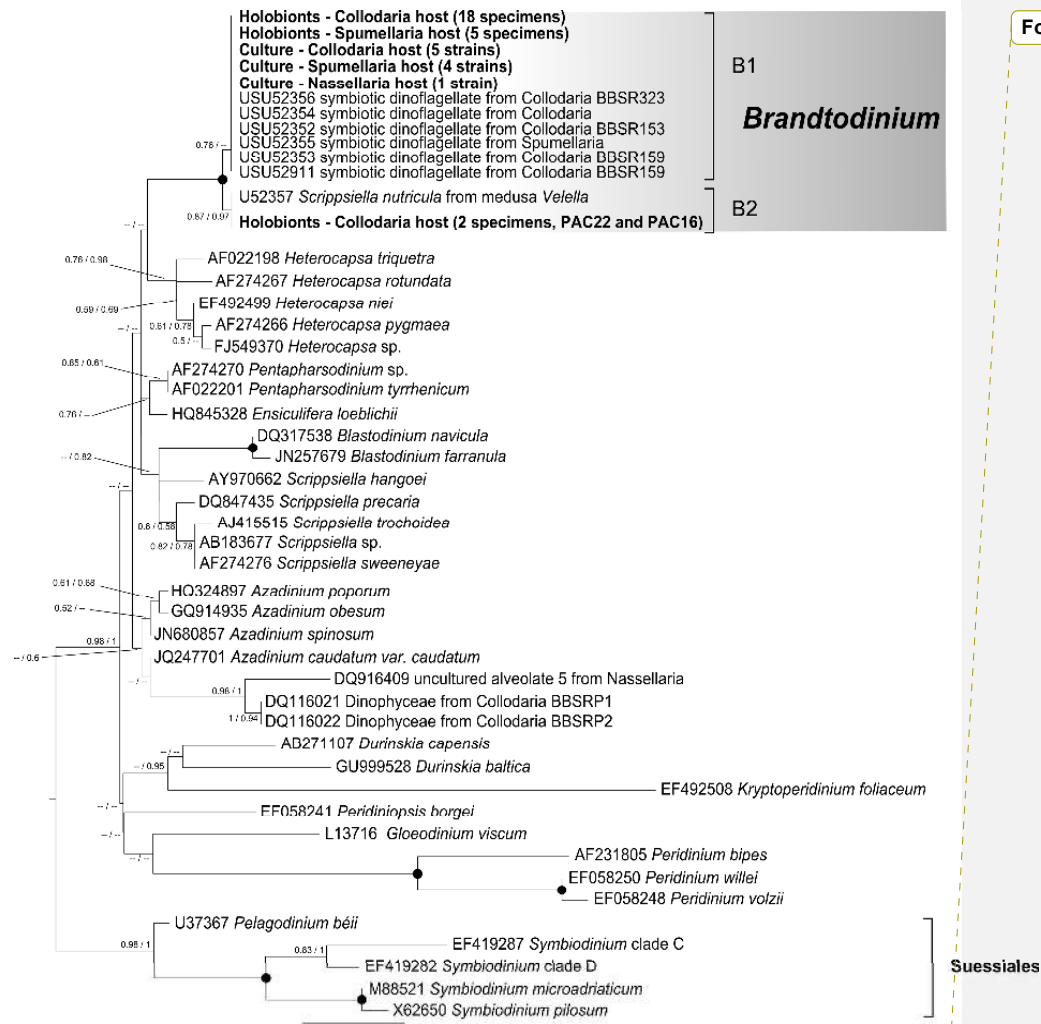 Holobionts - Collodaria host (18 specimens)
Holobionts - Spumellaria host (5 specimens)
Culture - Collodaria host (5 strains)
Culture - Spumellaria host (4 strains)
Culture - Nassellaria host (1 strain)
USU52356 symbiotic dinoflagellate from Collodaria BBSR323
USU52354 symbiotic dinoflagellate from Collodaria
USU52352 symbiotic dinoflagellate from Collodaria BBSR153
USU52355 symbiotic dinoflagellate from Spumellaria
USU52353 symbiotic dinoflagellate from Collodaria BBSR159
USU52911 symbiotic dinoflagellate from Collodaria BBSR159
B1
Brandtodinium
0.78 / --
U52357 Scrippsiella nutricula from medusa Velella
0.87 / 0.97
Holobionts - Collodaria host (2 specimens, PAC22 and PAC16)
B2
-- / --
0.76 / 0.98
AF022198 Heterocapsa triquetra
AF274267 Heterocapsa rotundata
0.59 / 0.69
EF492499 Heterocapsa niei
-- / --
0.61 / 0.78
AF274266 Heterocapsa pygmaea
0.5 / --
FJ549370 Heterocapsa sp.
0.85 / 0.61
AF274270 Pentapharsodinium sp.
AF022201 Pentapharsodinium tyrrhenicum
0.76 / --
HQ845328 Ensiculifera loeblichii
DQ317538 Blastodinium navicula
-- / 0.82
JN257679 Blastodinium farranula
AY970662 Scrippsiella hangoei
-- / --
DQ847435 Scrippsiella precaria
0.6 / 0.58
AJ415515 Scrippsiella trochoidea
0.82 / 0.78
AB183677 Scrippsiella sp.
AF274276 Scrippsiella sweeneyae
0.61 / 0.68
HQ324897 Azadinium poporum
0.52 / --
GQ914935 Azadinium obesum
JN680857 Azadinium spinosum
0.98 / 1
-- / 0.6
JQ247701 Azadinium caudatum var. caudatum
DQ916409 uncultured alveolate 5 from Nassellaria
0.98 / 1
DQ116021 Dinophyceae from Collodaria BBSRP1
1 / 0.94
DQ116022 Dinophyceae from Collodaria BBSRP2
-- / --
AB271107 Durinskia capensis
-- / 0.95
GU999528 Durinskia baltica
EF492508 Kryptoperidinium foliaceum
-- / --
EF058241 Peridiniopsis borgei
-- / --
L13716 Gloeodinium viscum
-- / --
AF231805 Peridinium bipes
EF058250 Peridinium willei
EF058248 Peridinium volzii
U37367 Pelagodinium béii
0.98 / 1
0.83 / 1
EF419287 Symbiodinium clade C
EF419282 Symbiodinium clade D
M88521 Symbiodinium microadriaticum
X62650 Symbiodinium pilosum
Suessiales